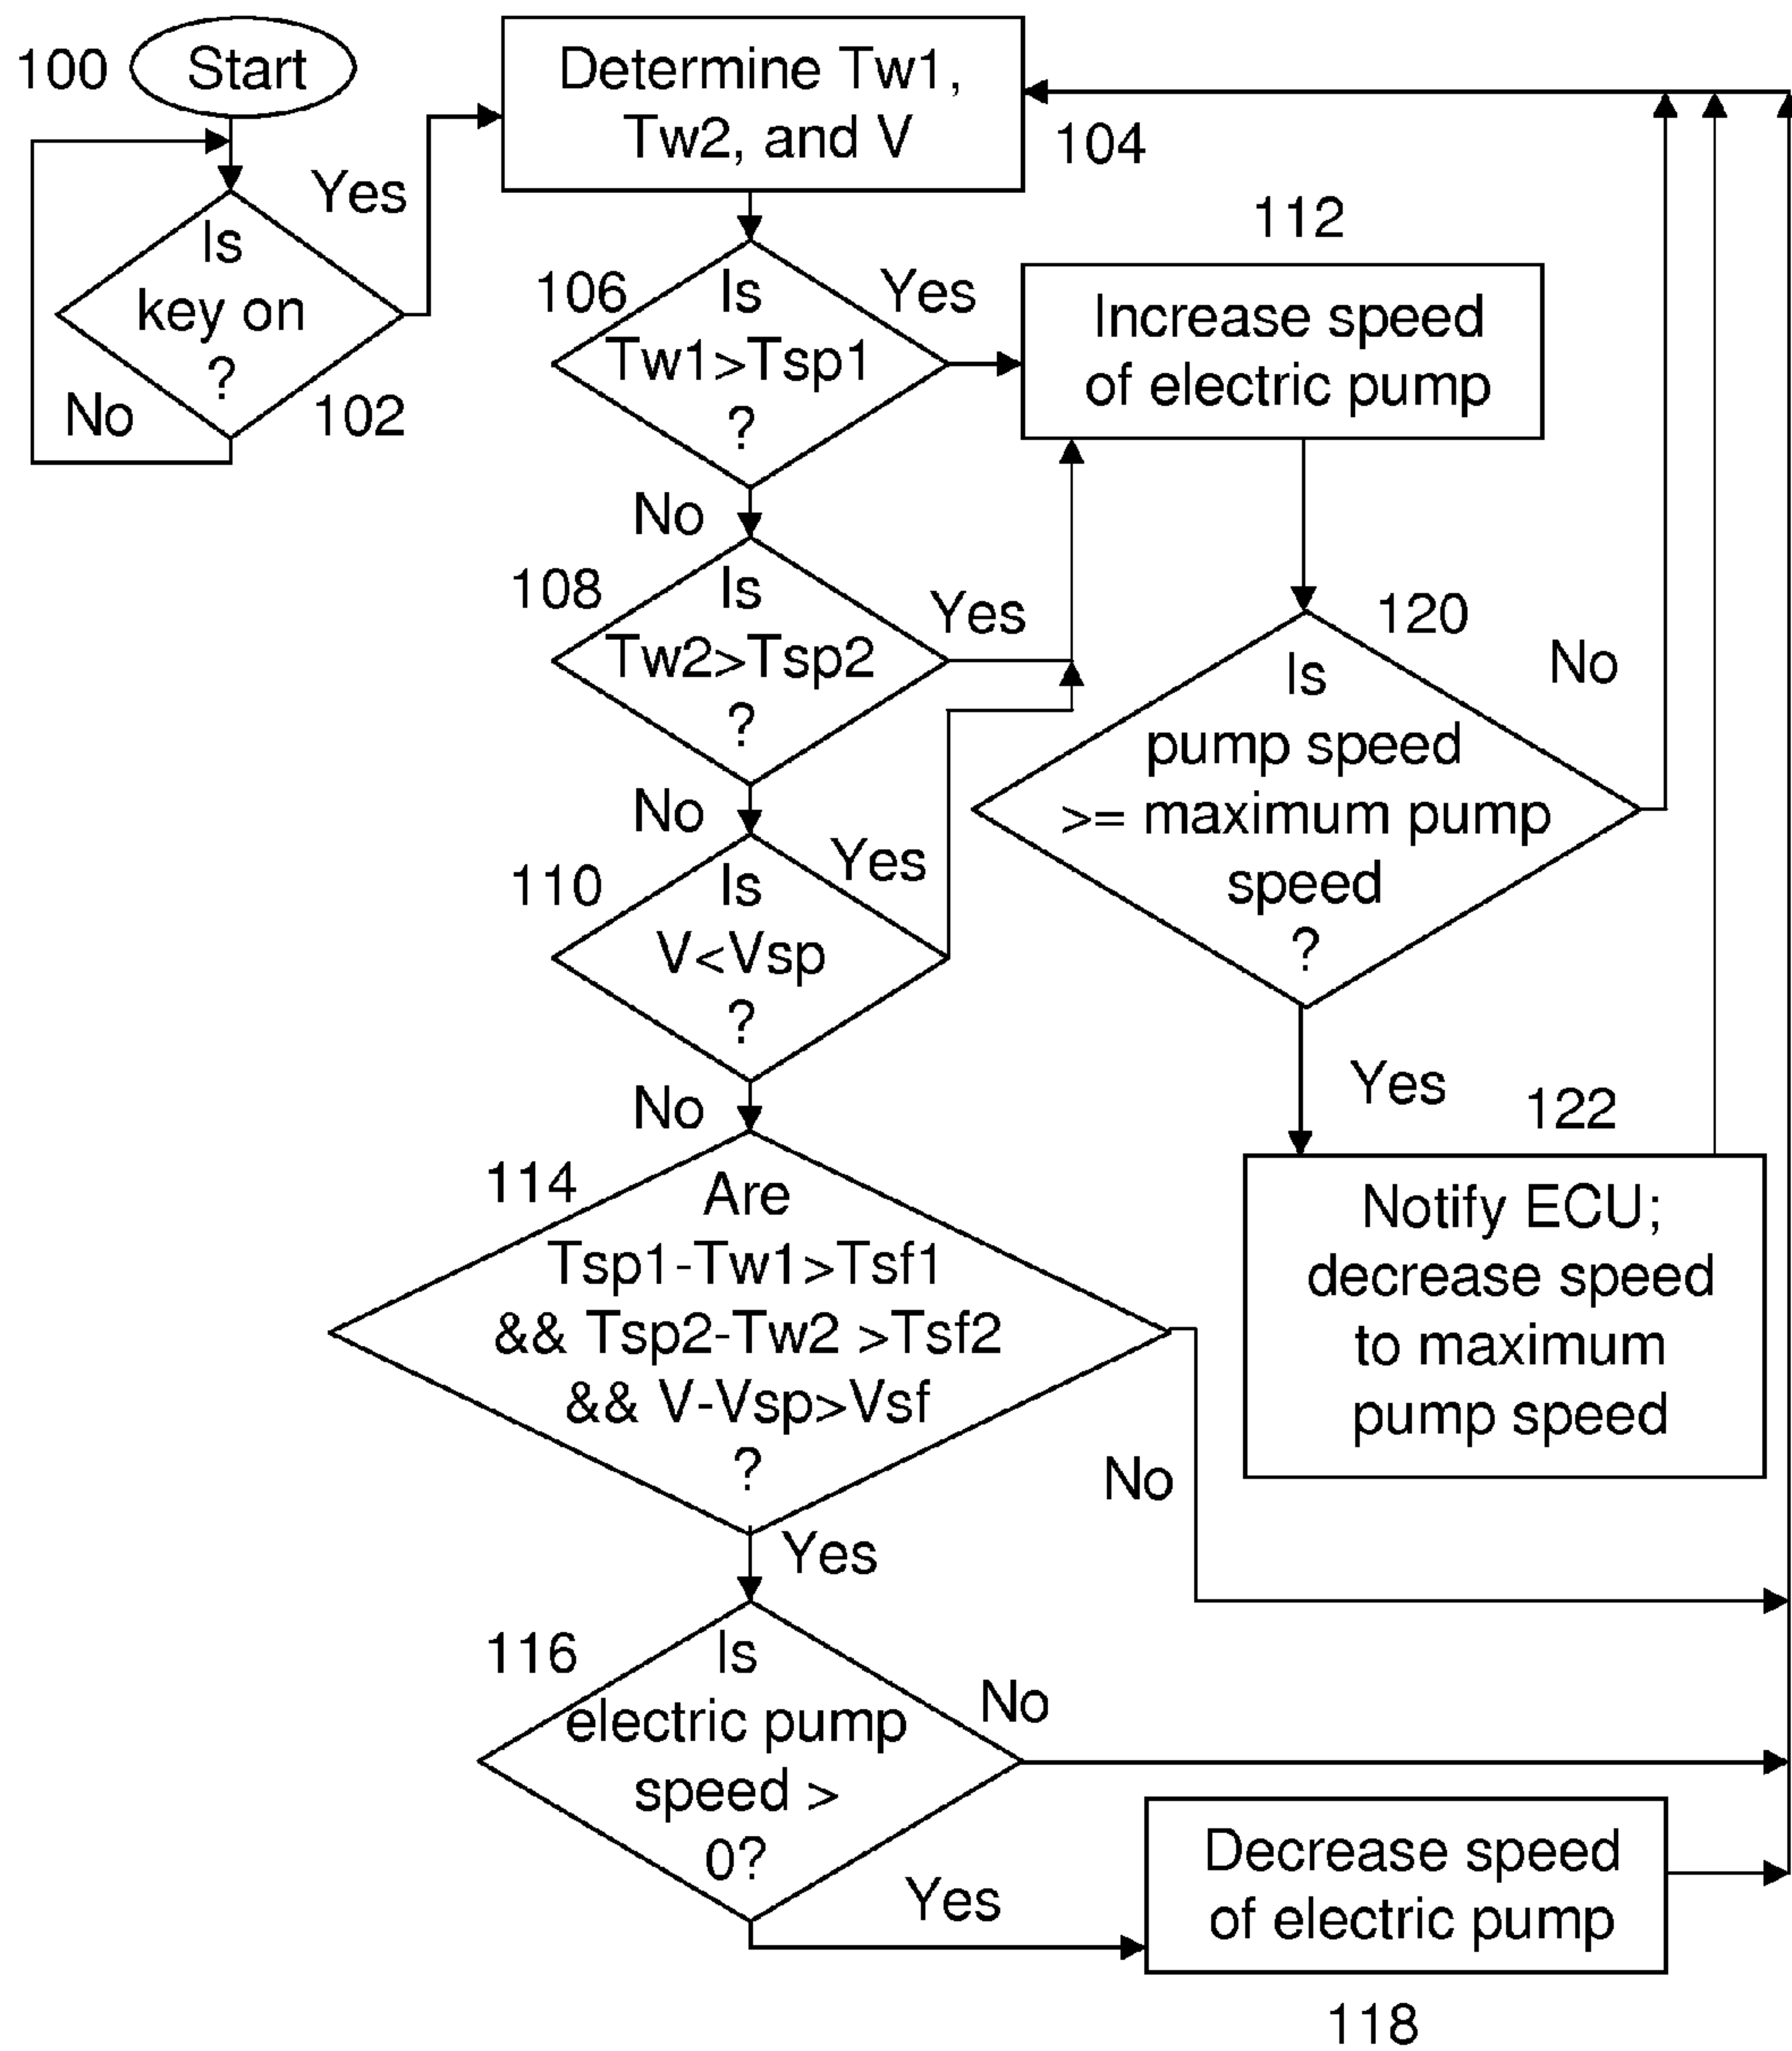 100
Start
Is
key on
?
Yes
No
102
Determine Tw1,
Tw2, and V
104
106
Is
Tw1>Tsp1
?
Yes
No
112
Increase speed
of electric pump
108
Is
Tw2>Tsp2
?
Yes
No
110
Is
V<Vsp
?
Yes
No
120
Is
pump speed
>= maximum pump
speed
?
No
Yes
122
Notify ECU;
decrease speed
to maximum
pump speed
114
Are
Tsp1-Tw1>Tsf1
&& Tsp2-Tw2 >Tsf2
&& V-Vsp>Vsf
?
No
Yes
116
Is
electric pump
speed >
0?
No
Yes
Decrease speed
of electric pump
118